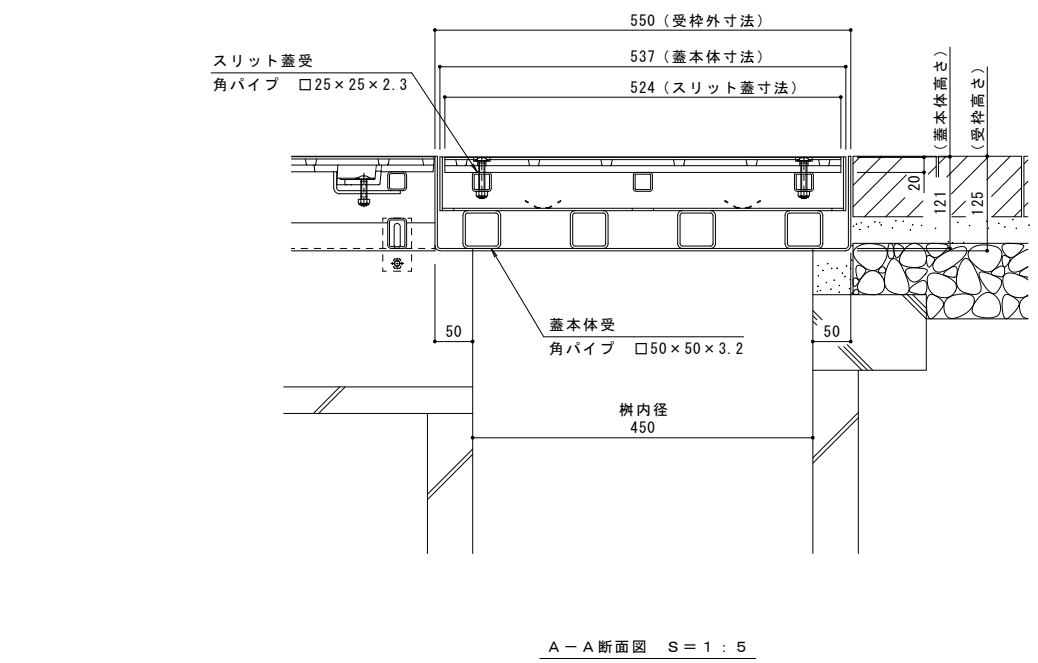 550（受枠外寸法）
537（蓋本体寸法）
524（スリット蓋寸法）
スリット蓋受
角パイプ　□25×25×2.3
（蓋本体高さ）
（受枠高さ）
20
121
125
50
蓋本体受
角パイプ　□50×50×3.2
50
桝内径
450
A－A断面図　S＝1：5